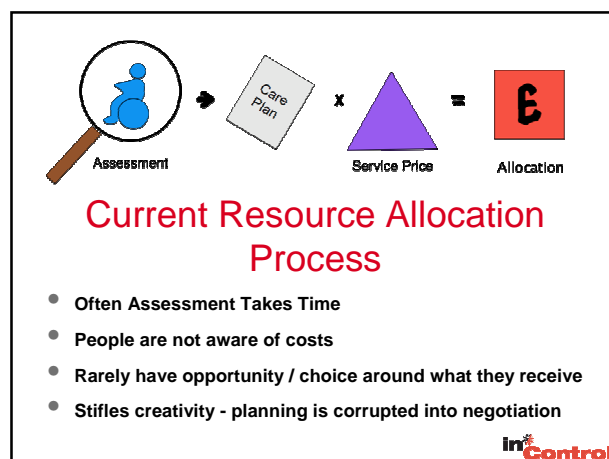 Care
Plan
x
=
£
Assessment
Service Price
Allocation
Current Resource Allocation
Process
• Often Assessment Takes Time
• People are not aware of costs
• Rarely have opportunity / choice around what they receive
• Stifles creativity - planning is corrupted into negotiation
in Control